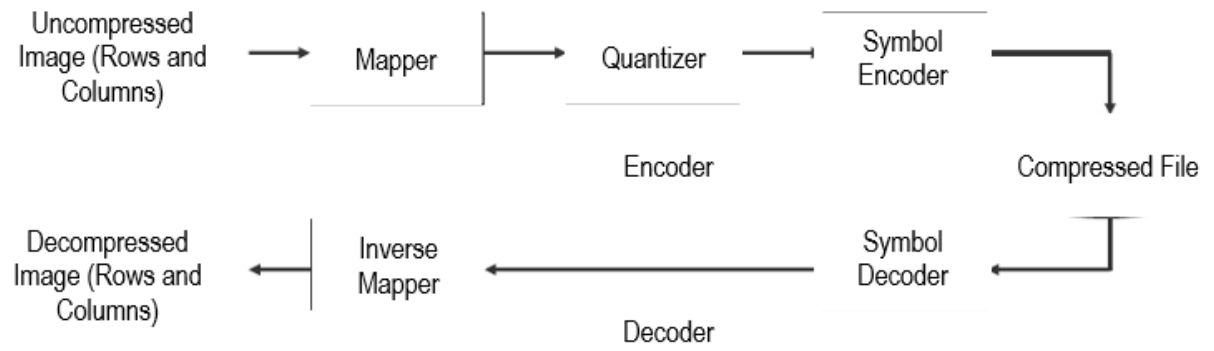 Uncompressed
Image (Rows and
Columns)
Mapper
Quantizer
Symbol
Encoder
Encoder
Compressed File
Decompressed
Image (Rows and
Columns)
Inverse
Mapper
Symbol
Decoder
Decoder